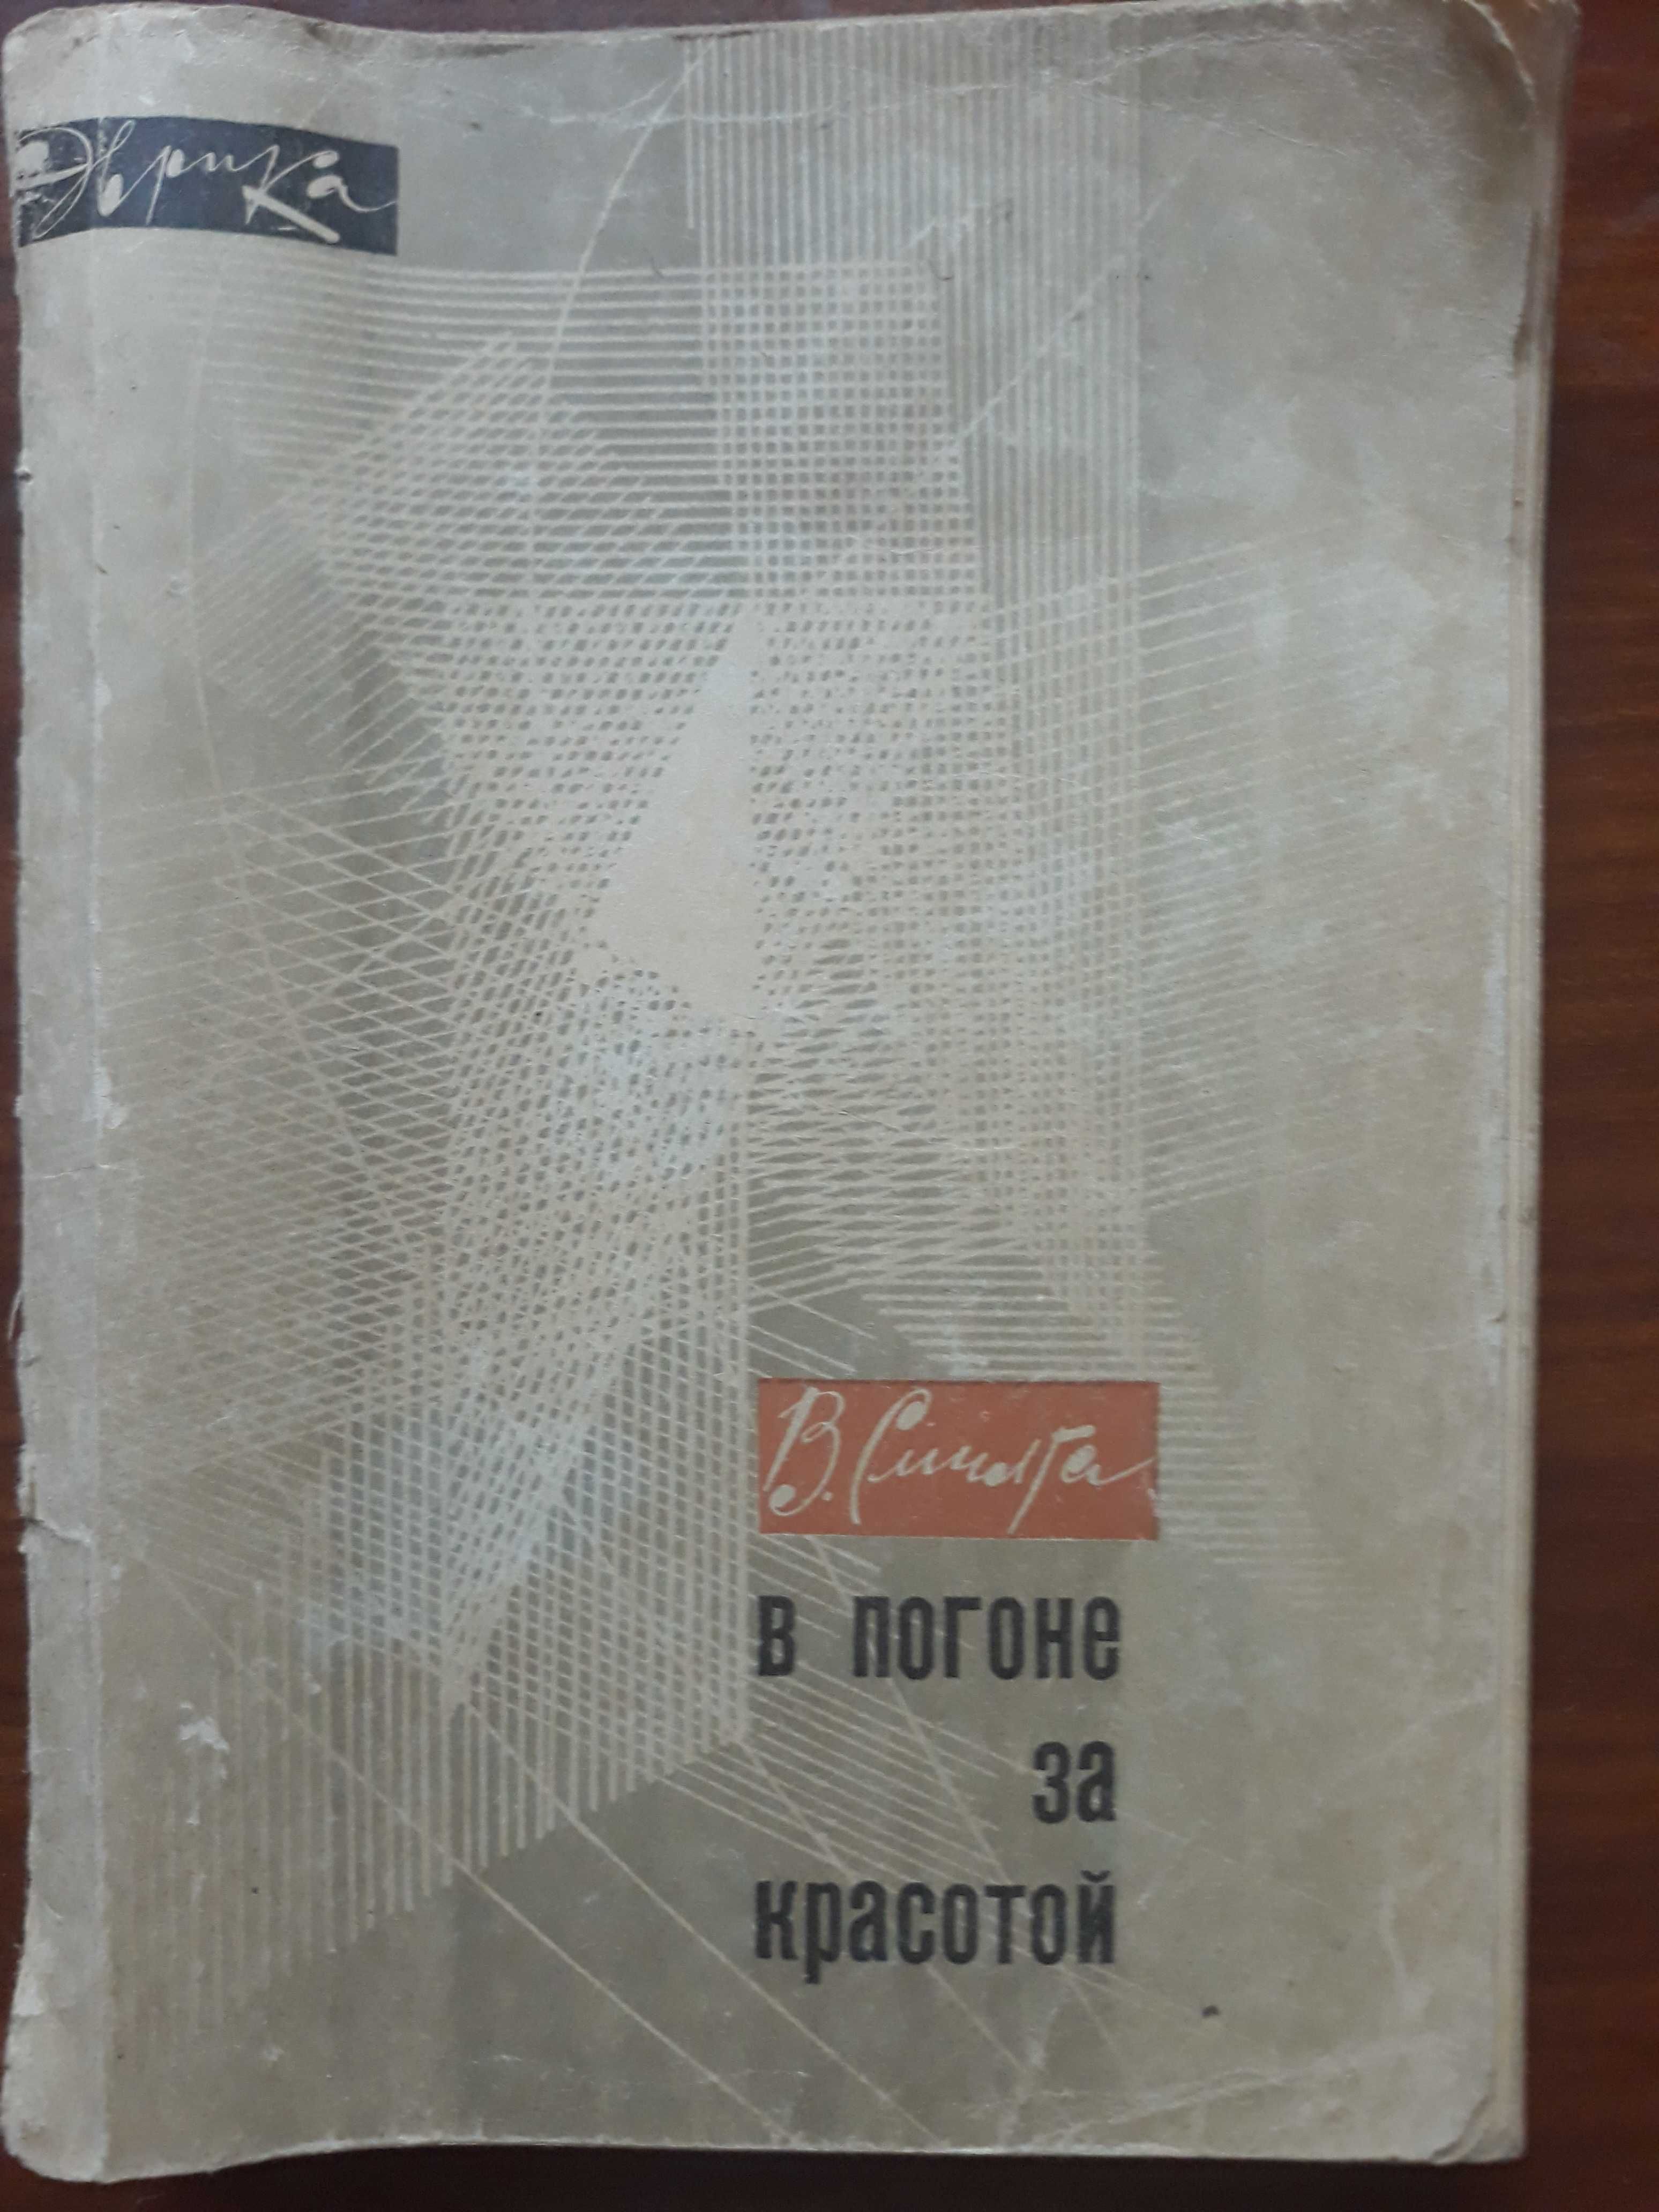 Эврика
В. Смилга
в погоне
за
красотой